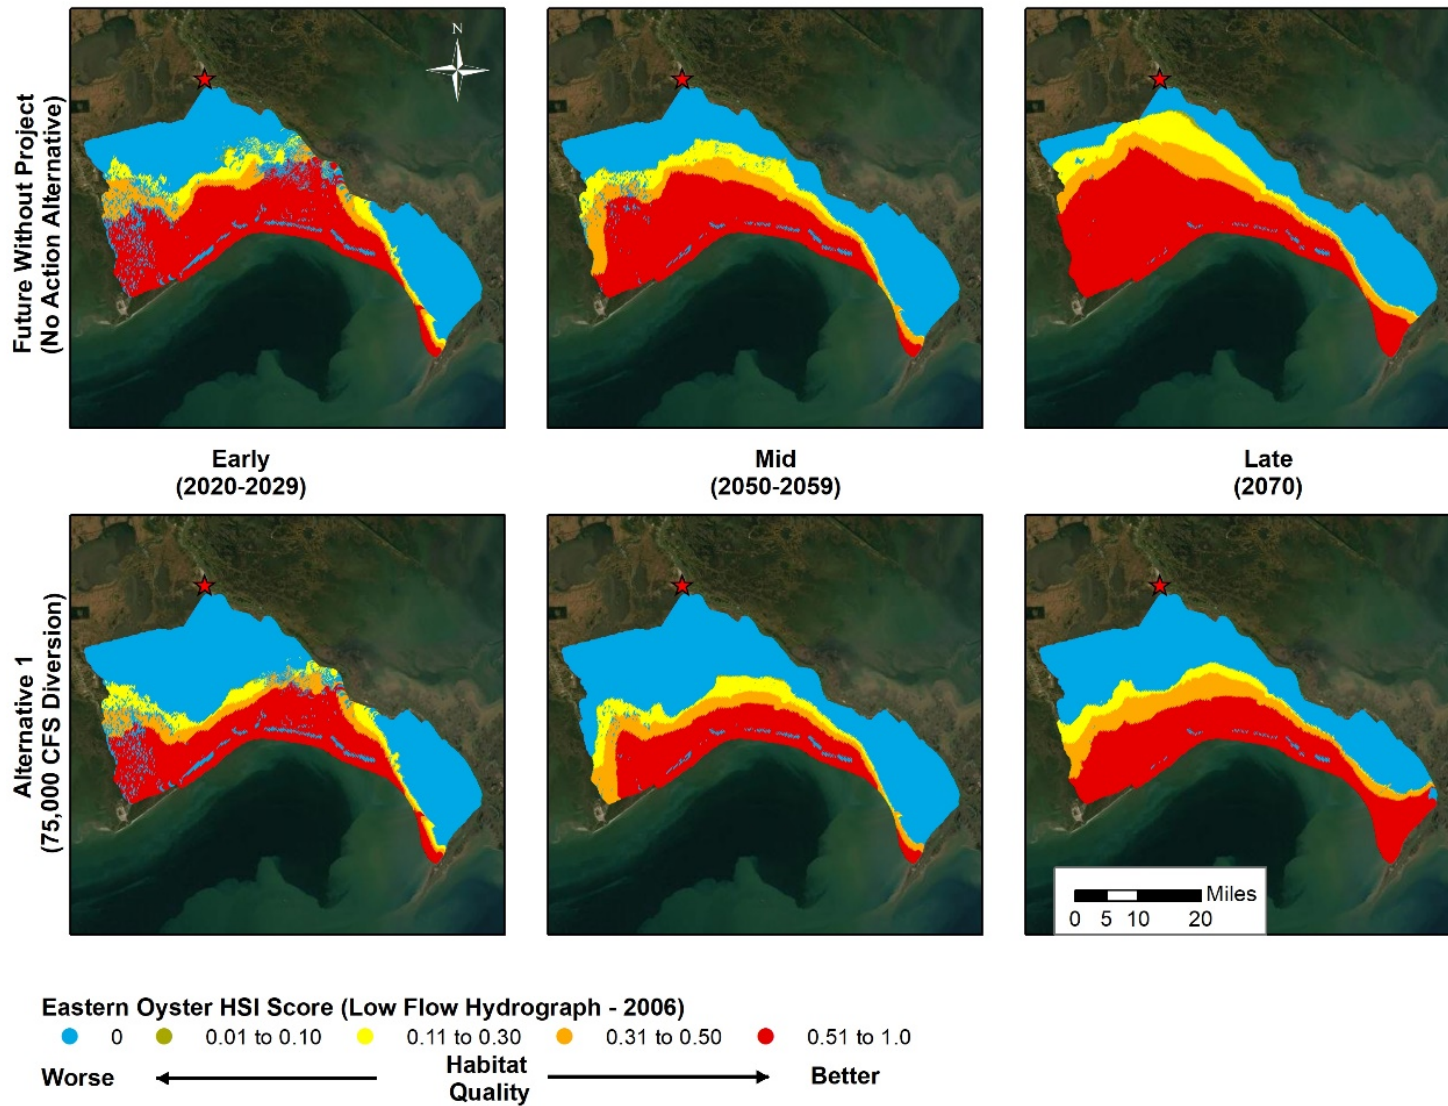 N
Future Without Project
(No Action Alternative)
Early
(2020-2029)
Mid
(2050-2059)
Late
(2070)
Alternative 1
(75,000 CFS Diversion)
Miles
0 5 10 20
Eastern Oyster HSI Score (Low Flow Hydrograph - 2006)
0 0.01 to 0.10 0.11 to 0.30 0.31 to 0.50 0.51 to 1.0
Worse Habitat Quality Better